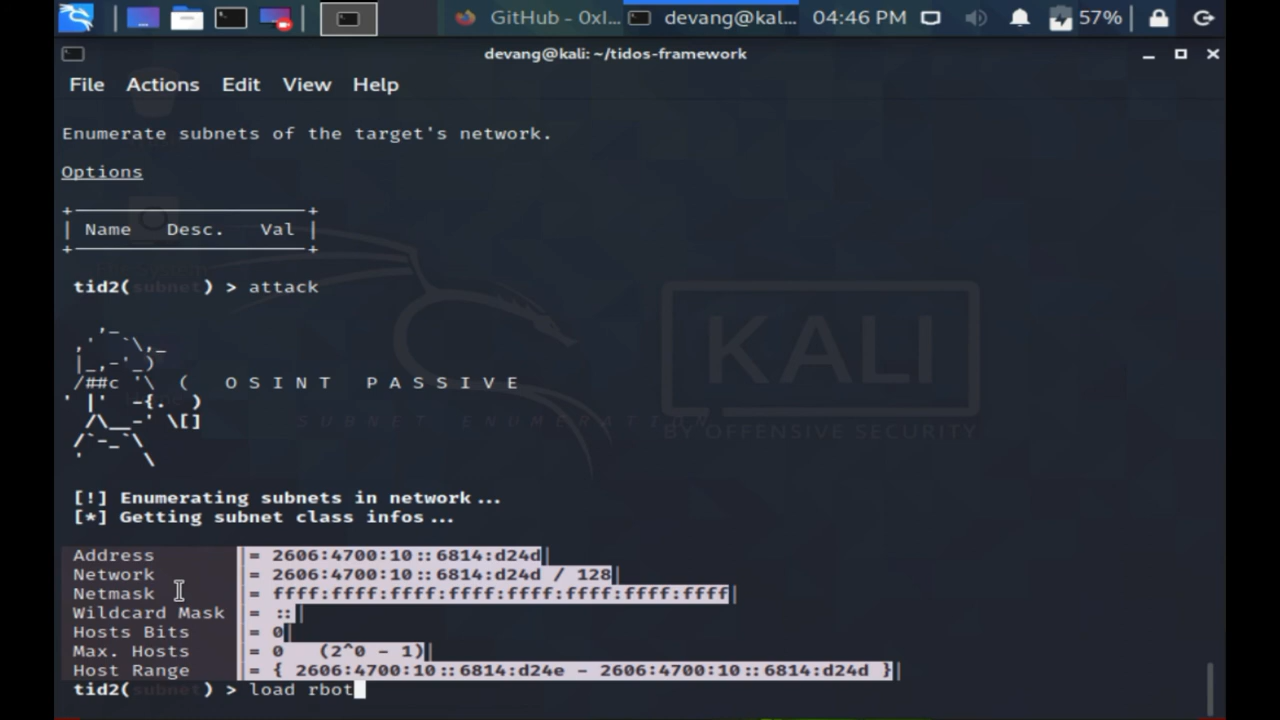 GitHub - 0xI... devang@kal... 04:46 PM 57%
devang@kali: ~/tidos-framework
File Actions Edit View Help
Enumerate subnets of the target's network.
Options
| Name Desc. Val |
tid2(subnet) > attack
( O S I N T P A S S I V E
S U B N E T E N U M E R A T I O N
KALI
BY OFFENSIVE SECURITY
[!] Enumerating subnets in network...
[*] Getting subnet class infos...
Address |= 2606:4700:10::6814:d24d|
Network |= 2606:4700:10::6814:d24d / 128|
Netmask |= ffff:ffff:ffff:ffff:ffff:ffff:ffff:ffff|
Wildcard Mask |= ::|
Hosts Bits |= 0|
Max. Hosts |= 0 (2^0 - 1)|
Host Range |= { 2606:4700:10::6814:d24e - 2606:4700:10::6814:d24d }|
tid2(subnet) > load rbot